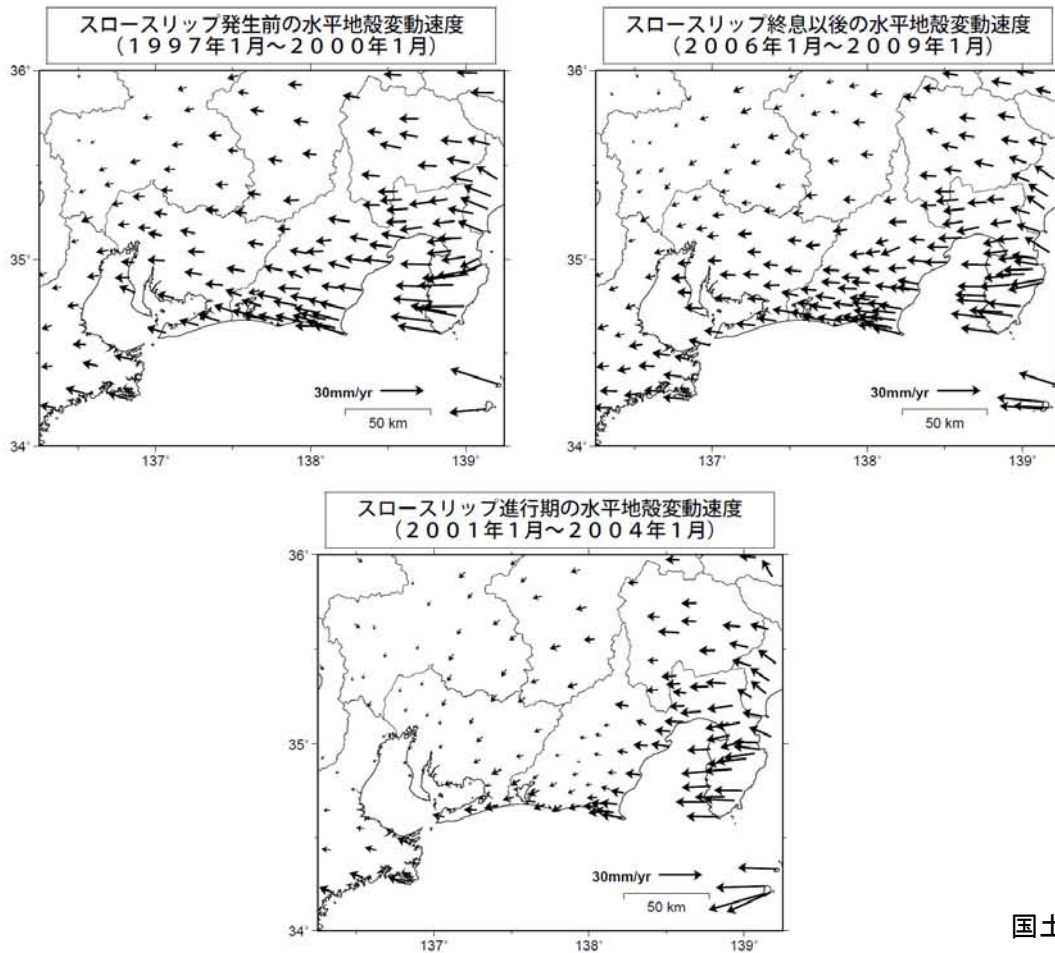 スロースリップ発生前の水平地殻変動速度
(1997年1月〜2000年1月)
36˚
35˚
34˚
30mm/yr
50 km
137˚
138˚
139˚
スロースリップ終息以後の水平地殻変動速度
(2006年1月〜2009年1月)
36˚
35˚
34˚
30mm/yr
50 km
137˚
138˚
139˚
スロースリップ進行期の水平地殻変動速度
(2001年1月〜2004年1月)
36˚
35˚
34˚
30mm/yr
50 km
137˚
138˚
139˚
国土